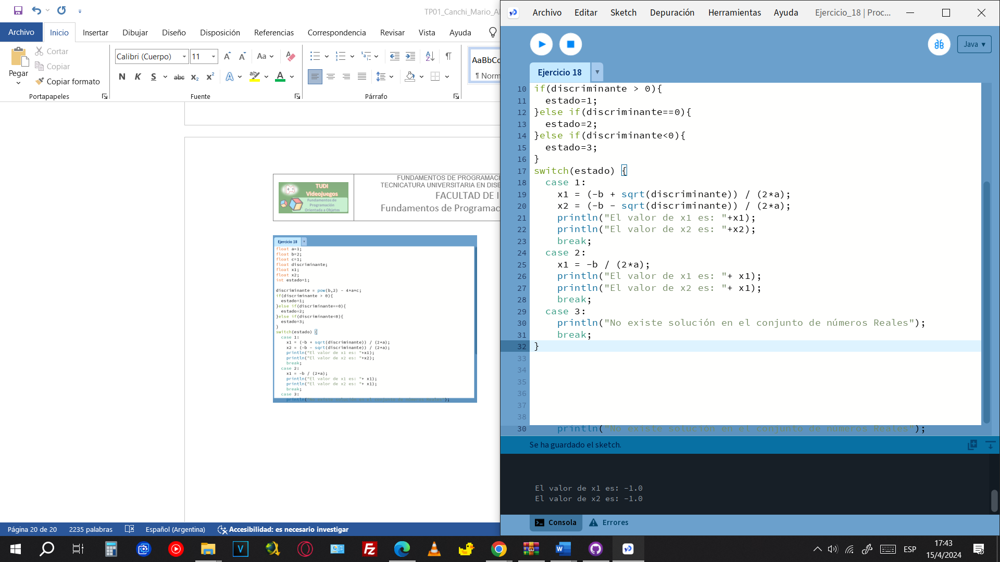 TP01_Canchi_Mario_Al
Archivo
Inicio
Insertar
Dibujar
Diseño
Disposición
Referencias
Correspondencia
Revisar
Vista
Ayuda
Pegar
Cortar
Copiar
Copiar formato
Portapapeles
Calibri (Cuerpo)
11
Fuente
Párrafo
AaBbCc
¶ Norm
TUDI
Videojuegos
Fundamentos de
Programación
Orientada a Objetos
FUNDAMENTOS DE PROGRAMACI
TECNICATURA UNIVERSITARIA EN DISE
FACULTAD DE I
Fundamentos de Programac
Ejercicio 18
float a=1;
float b=2;
float c=1;
float discriminante;
float x1;
float x2;
int estado=1;
discriminante = pow(b,2) - 4*a*c;
if(discriminante > 0){
estado=1;
}else if(discriminante==0){
estado=2;
}else if(discriminante<0){
estado=3;
}
switch(estado) {
case 1:
x1 = (-b + sqrt(discriminante)) / (2*a);
x2 = (-b - sqrt(discriminante)) / (2*a);
println("El valor de x1 es: "+x1);
println("El valor de x2 es: "+x2);
break;
case 2:
x1 = -b / (2*a);
println("El valor de x1 es: "+ x1);
println("El valor de x2 es: "+ x1);
break;
case 3:
Página 20 de 20
2235 palabras
Español (Argentina)
Accesibilidad: es necesario investigar
Archivo
Editar
Sketch
Depuración
Herramientas
Ayuda
Ejercicio_18 | Proc...
Java ▾
Ejercicio 18
10 if(discriminante > 0){
11 estado=1;
12 }else if(discriminante==0){
13 estado=2;
14 }else if(discriminante<0){
15 estado=3;
16 }
17 switch(estado) {
18 case 1:
19 x1 = (-b + sqrt(discriminante)) / (2*a);
20 x2 = (-b - sqrt(discriminante)) / (2*a);
21 println("El valor de x1 es: "+x1);
22 println("El valor de x2 es: "+x2);
23 break;
24 case 2:
25 x1 = -b / (2*a);
26 println("El valor de x1 es: "+ x1);
27 println("El valor de x2 es: "+ x1);
28 break;
29 case 3:
30 println("No existe solución en el conjunto de números Reales");
31 break;
32 }
33
34
35
36
37
38
30 println("No existe solución en el conjunto de números Reales");
Se ha guardado el sketch.
El valor de x1 es: -1.0
El valor de x2 es: -1.0
Consola
Errores
ESP
17:43
15/4/2024